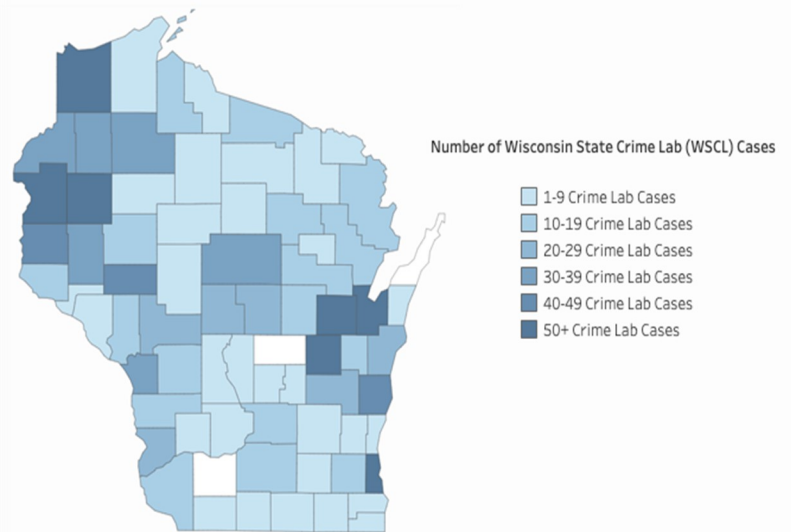 Number of Wisconsin State Crime Lab (WSCL) Cases
1-9 Crime Lab Cases
10-19 Crime Lab Cases
20-29 Crime Lab Cases
30-39 Crime Lab Cases
40-49 Crime Lab Cases
50+ Crime Lab Cases